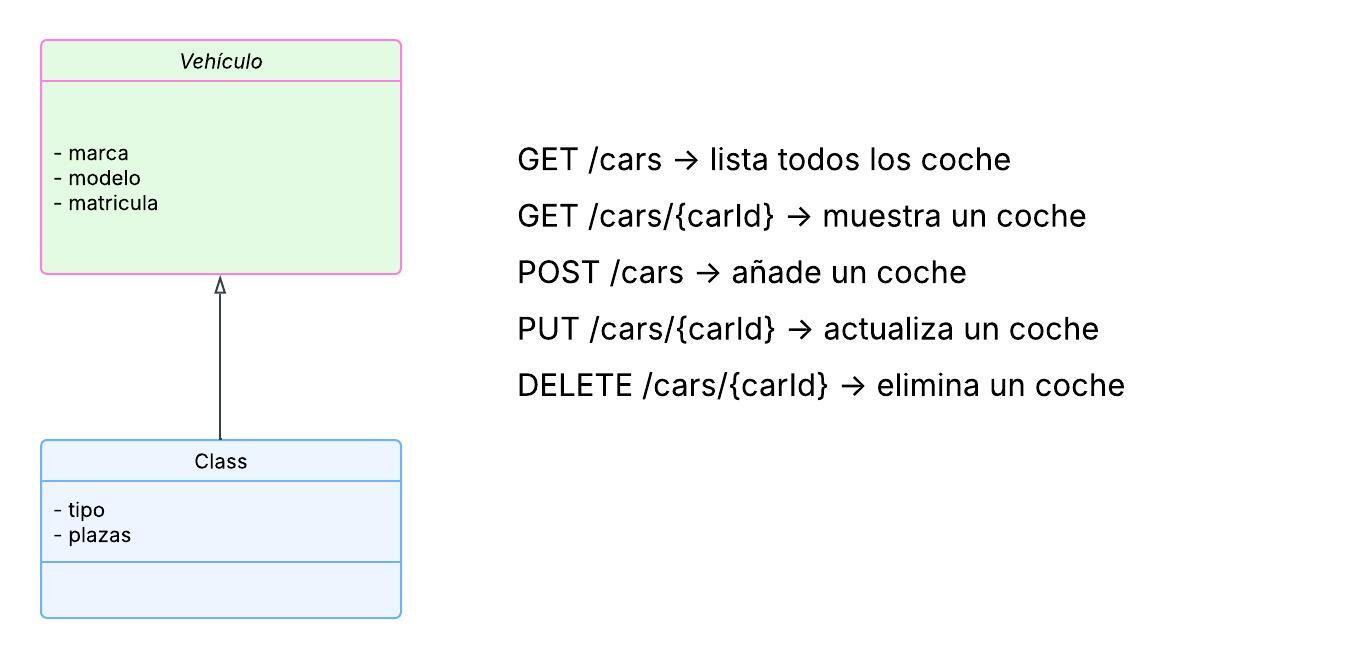 Vehículo
- marca
- modelo
- matricula
Class
- tipo
- plazas
GET /cars → lista todos los coche
GET /cars/{carId} → muestra un coche
POST /cars → añade un coche
PUT /cars/{carId} → actualiza un coche
DELETE /cars/{carId} → elimina un coche